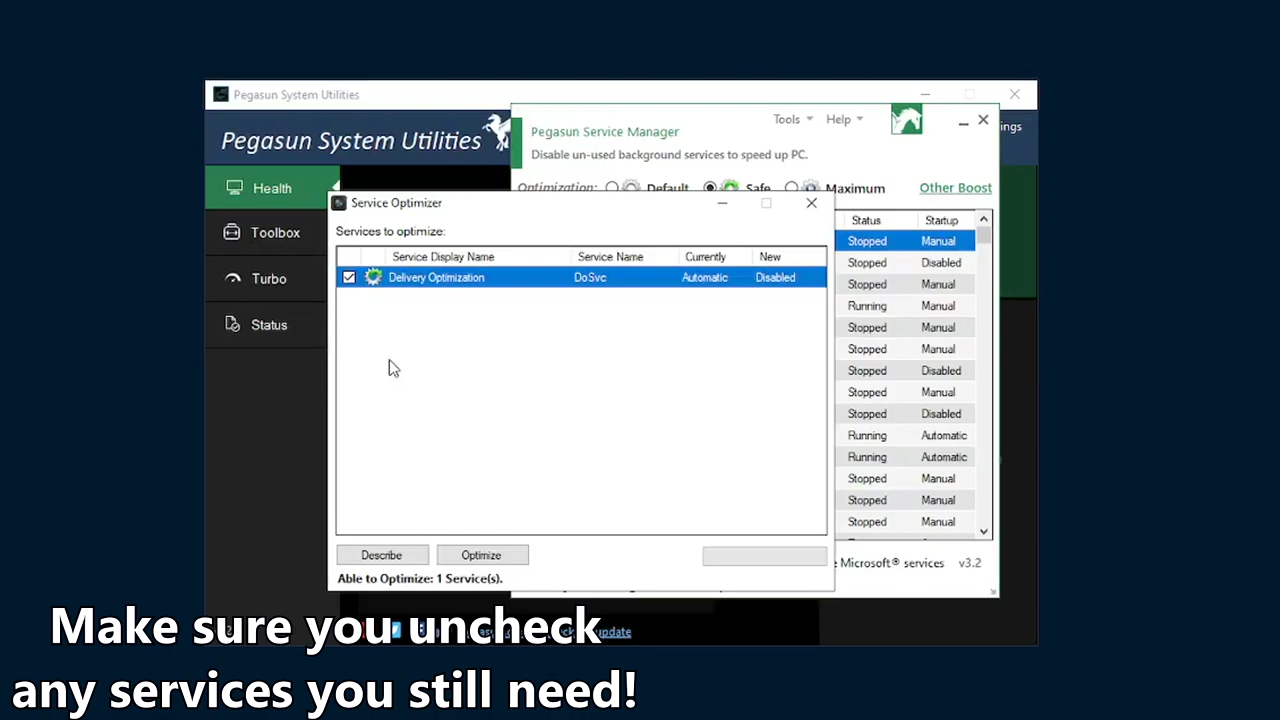 Pegasun System Utilities
Pegasun System Utilities
ings
Health
Toolbox
Turbo
Status
Tools
Help
Pegasun Service Manager
Disable un-used background services to speed up PC.
Optimization:
Default
Safe
Maximum
Other Boost
Status Startup
Stopped Manual
Stopped Disabled
Stopped Manual
Running Manual
Stopped Manual
Stopped Manual
Stopped Disabled
Stopped Manual
Stopped Disabled
Running Automatic
Running Automatic
Stopped Manual
Stopped Manual
Stopped Manual
Microsoft® services v3.2
Service Optimizer
Services to optimize:
Service Display Name Service Name Currently New
Delivery Optimization DoSvc Automatic Disabled
Describe
Optimize
Able to Optimize: 1 Service(s).
update
Make sure you uncheck
any services you still need!